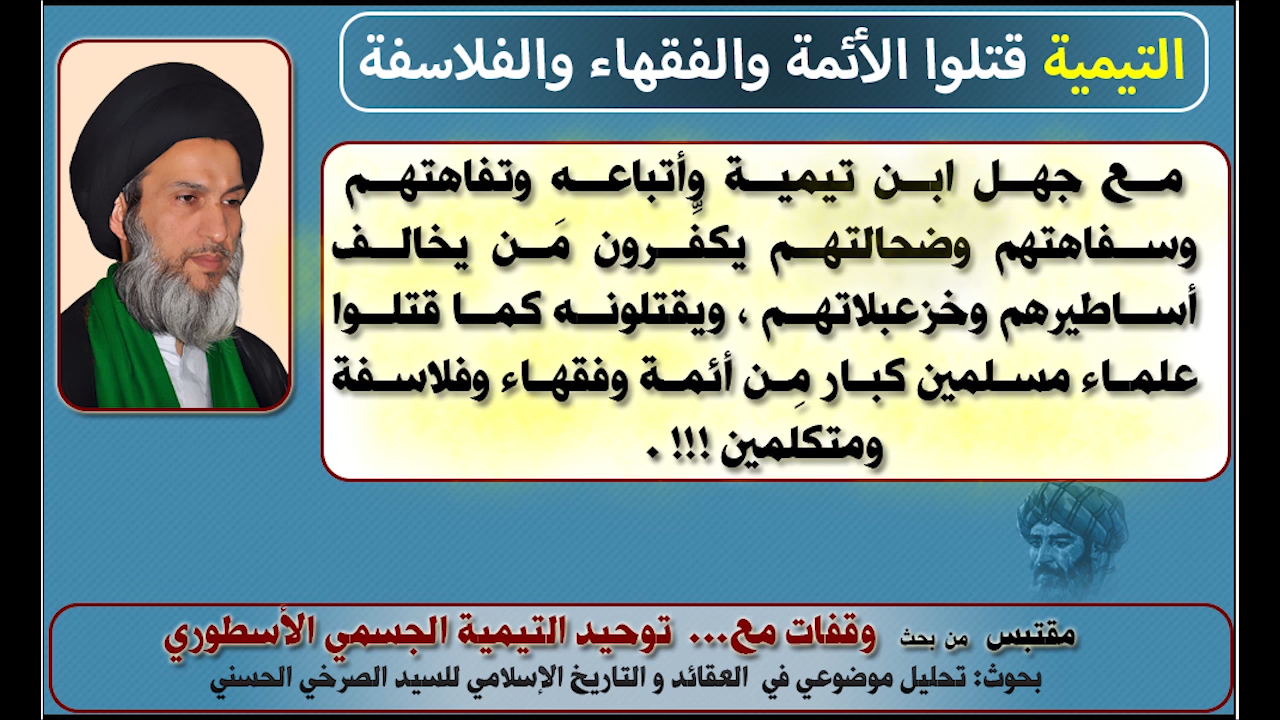 التيمية قتلوا الأئمة والفقهاء والفلاسفة
مع جهل ابن تيمية وأتباعه وتفاهتهم
وسفاهتهم وضحالتهم يكفِّرون مَن يخالف
أساطيرهم وخزعبلاتهم ، ويقتلونه كما قتلوا
علماء مسلمين كبار مِن أئمة وفقهاء وفلاسفة
ومتكلمين !!! .
مقتبس من بحث وقفات مع... توحيد التيمية الجسمي الأسطوري
بحوث: تحليل موضوعي في العقائد و التاريخ الإسلامي للسيد الصرخي الحسني